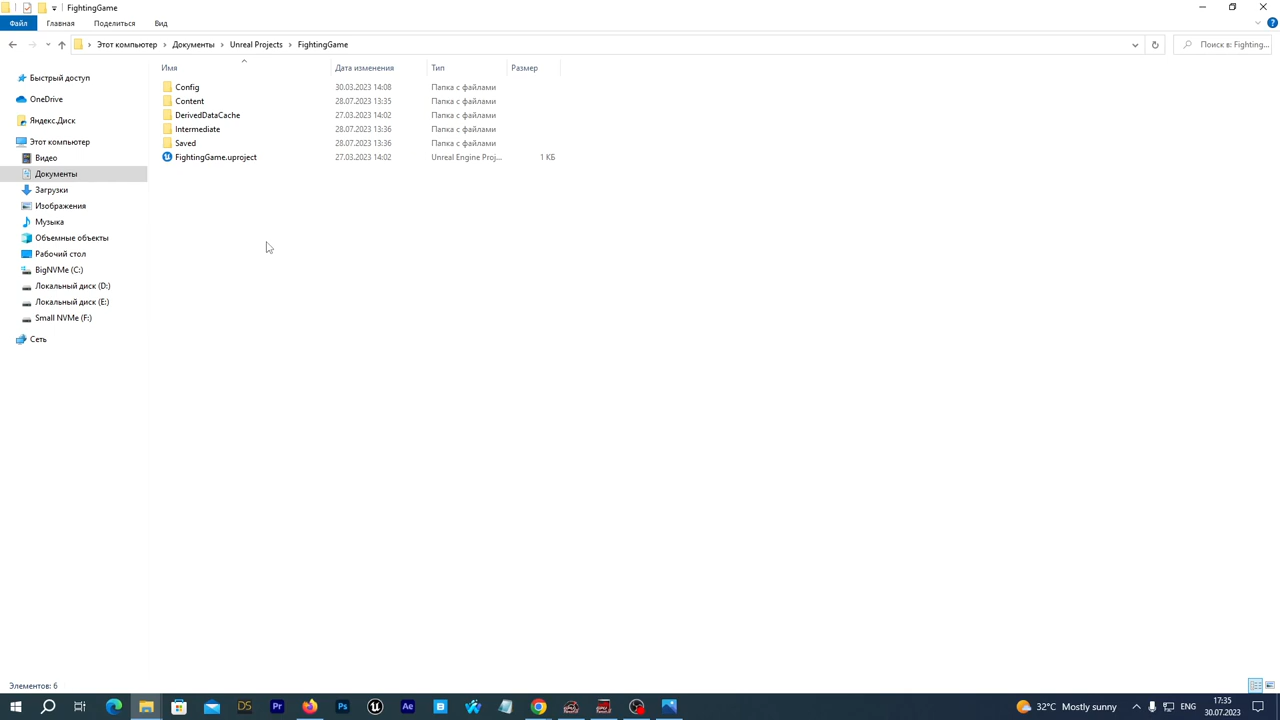 FightingGame
Файл Главная Поделиться Вид
Этот компьютер Документы Unreal Projects FightingGame Поиск в: Fighting...
Имя Дата изменения Тип Размер
Быстрый доступ
OneDrive
Яндекс.Диск
Этот компьютер
Видео
Документы
Загрузки
Изображения
Музыка
Объемные объекты
Рабочий стол
BigNVMe (C:)
Локальный диск (D:)
Локальный диск (E:)
Small NVMe (F:)
Сеть
Config 30.03.2023 14:08 Папка с файлами
Content 28.07.2023 13:35 Папка с файлами
DerivedDataCache 27.03.2023 14:02 Папка с файлами
Intermediate 28.07.2023 13:36 Папка с файлами
Saved 28.07.2023 13:36 Папка с файлами
FightingGame.uproject 27.03.2023 14:02 Unreal Engine Proj... 1 КБ
Элементов: 6
DS Pr Ps Ae 32°C Mostly sunny ENG 17:35
30.07.2023